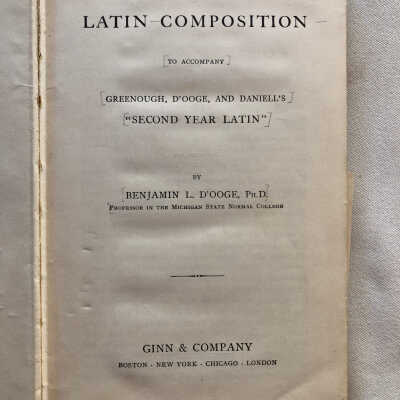 LATIN COMPOSITION
[TO ACCOMPANY]
[GREENOUGH, D'OOGE, AND DANIELL'S]
["SECOND YEAR LATIN"]
BY
[BENJAMIN L. D'OOGE, PH.D.]
PROFESSOR IN THE MICHIGAN STATE NORMAL COLLEGE
GINN & COMPANY
BOSTON · NEW YORK · CHICAGO · LONDON